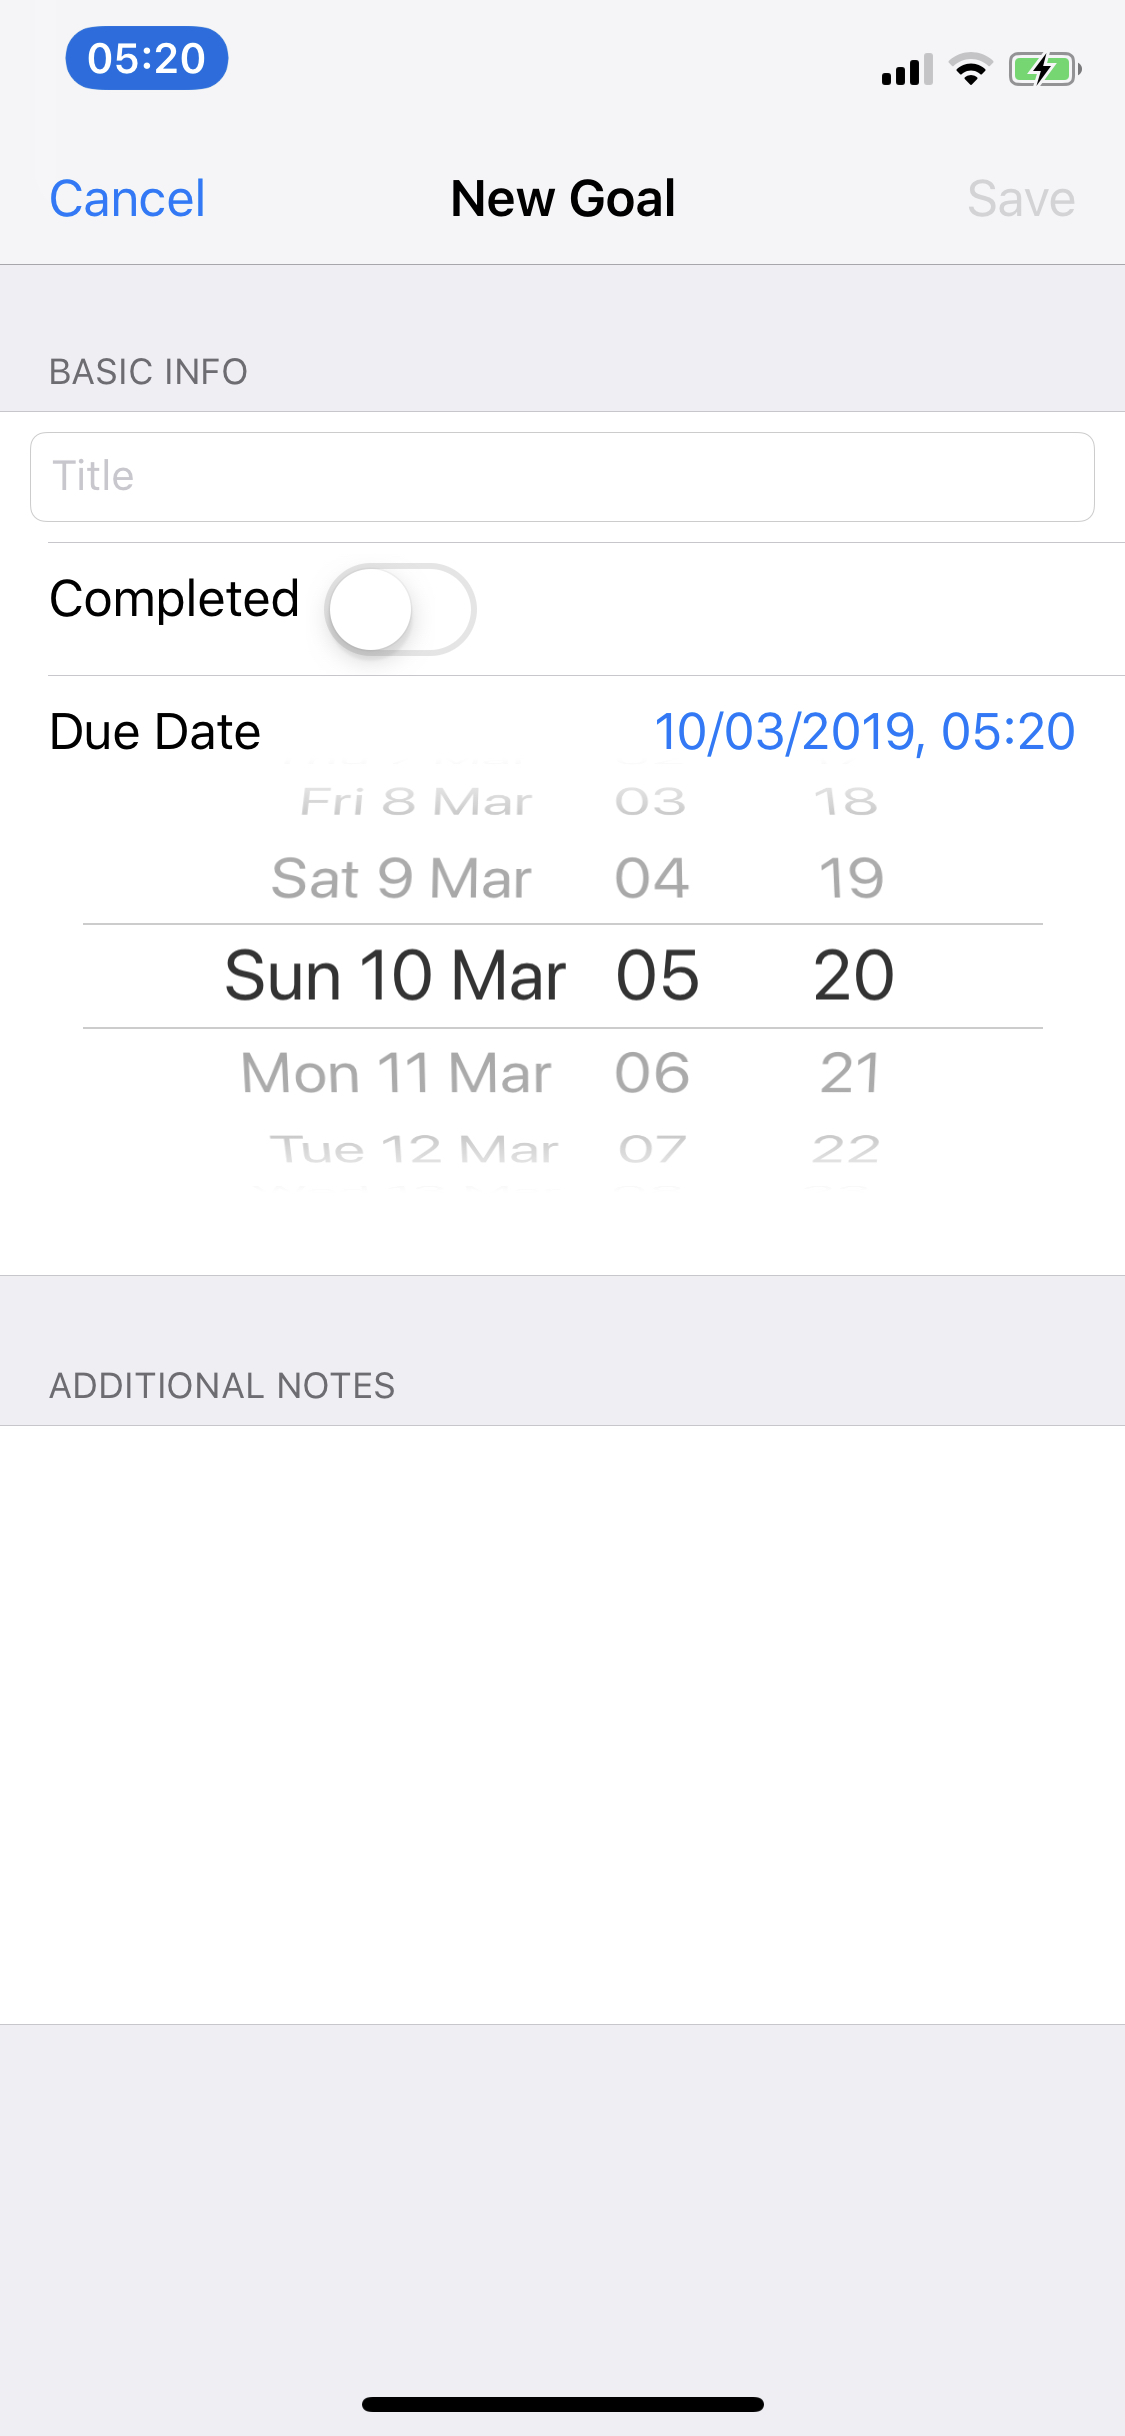 05:20
Cancel New Goal Save
BASIC INFO
Title
Completed
Due Date 10/03/2019, 05:20
Fri 8 Mar 03 18
Sat 9 Mar 04 19
Sun 10 Mar 05 20
Mon 11 Mar 06 21
Tue 12 Mar 07 22
ADDITIONAL NOTES